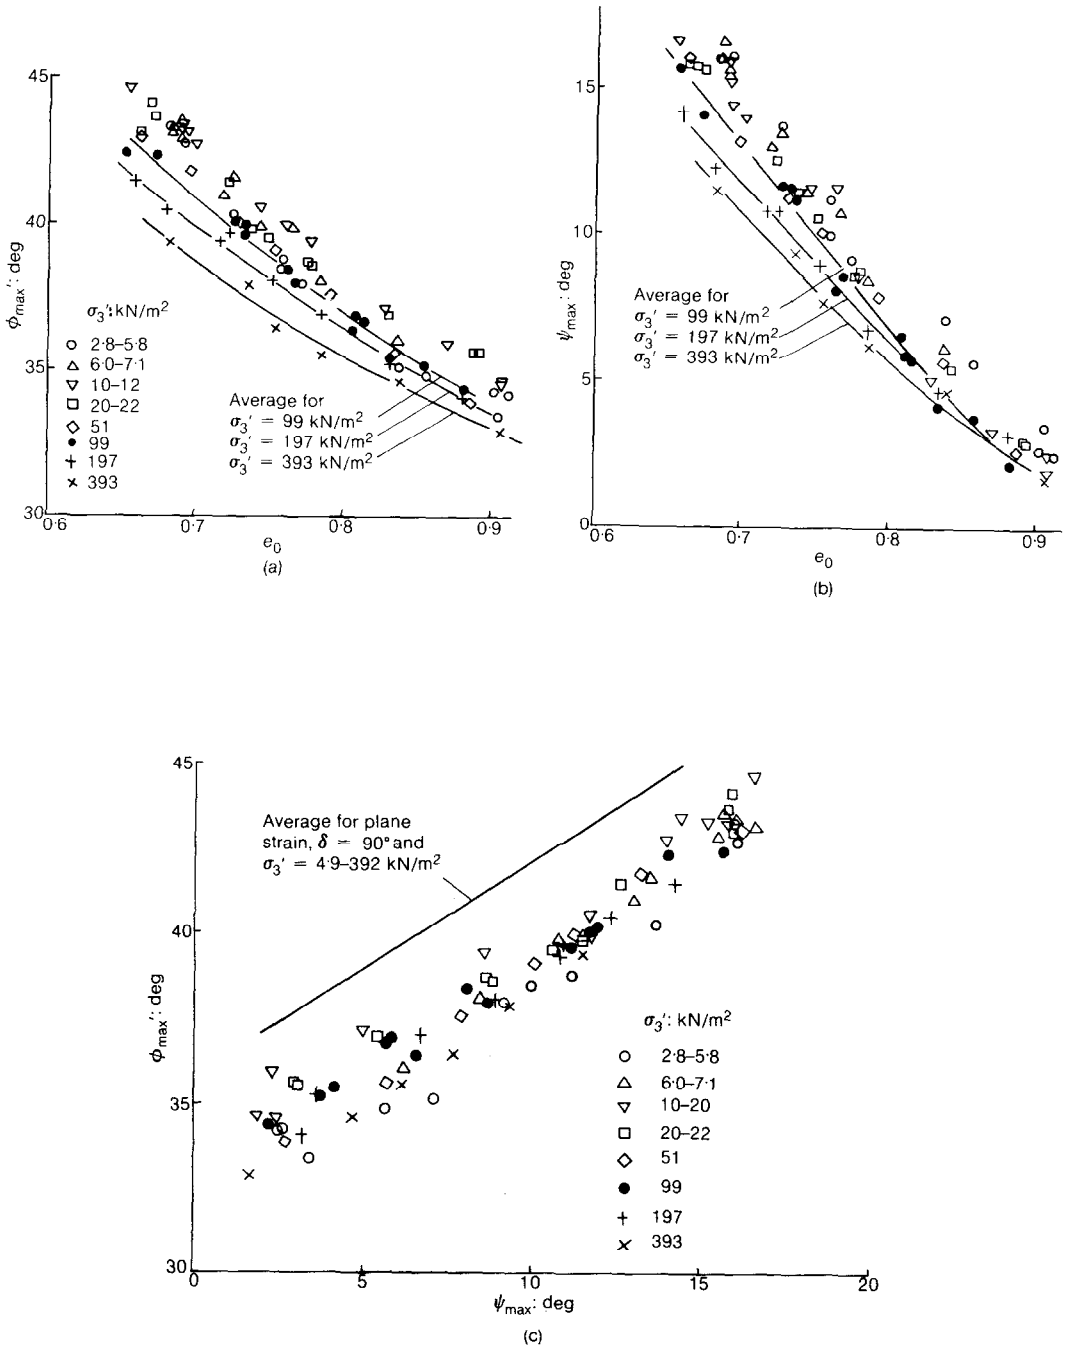 45
40
35
30
ϕmax′: deg
σ3′: kN/m2
2·8–5·8
6·0–7·1
10–12
20–22
51
99
197
393
Average for
σ3′ = 99 kN/m2
σ3′ = 197 kN/m2
σ3′ = 393 kN/m2
0·6
0·7
0·8
0·9
e0
(a)
15
10
5
0
ψmax: deg
Average for
σ3′ = 99 kN/m2
σ3′ = 197 kN/m2
σ3′ = 393 kN/m2
0·6
0·7
0·8
0·9
e0
(b)
45
40
35
30
ϕmax′: deg
Average for plane
strain, δ = 90° and
σ3′ = 4·9–392 kN/m2
σ3′: kN/m2
2·8–5·8
6·0–7·1
10–20
20–22
51
99
197
393
0
5
10
15
20
ψmax: deg
(c)